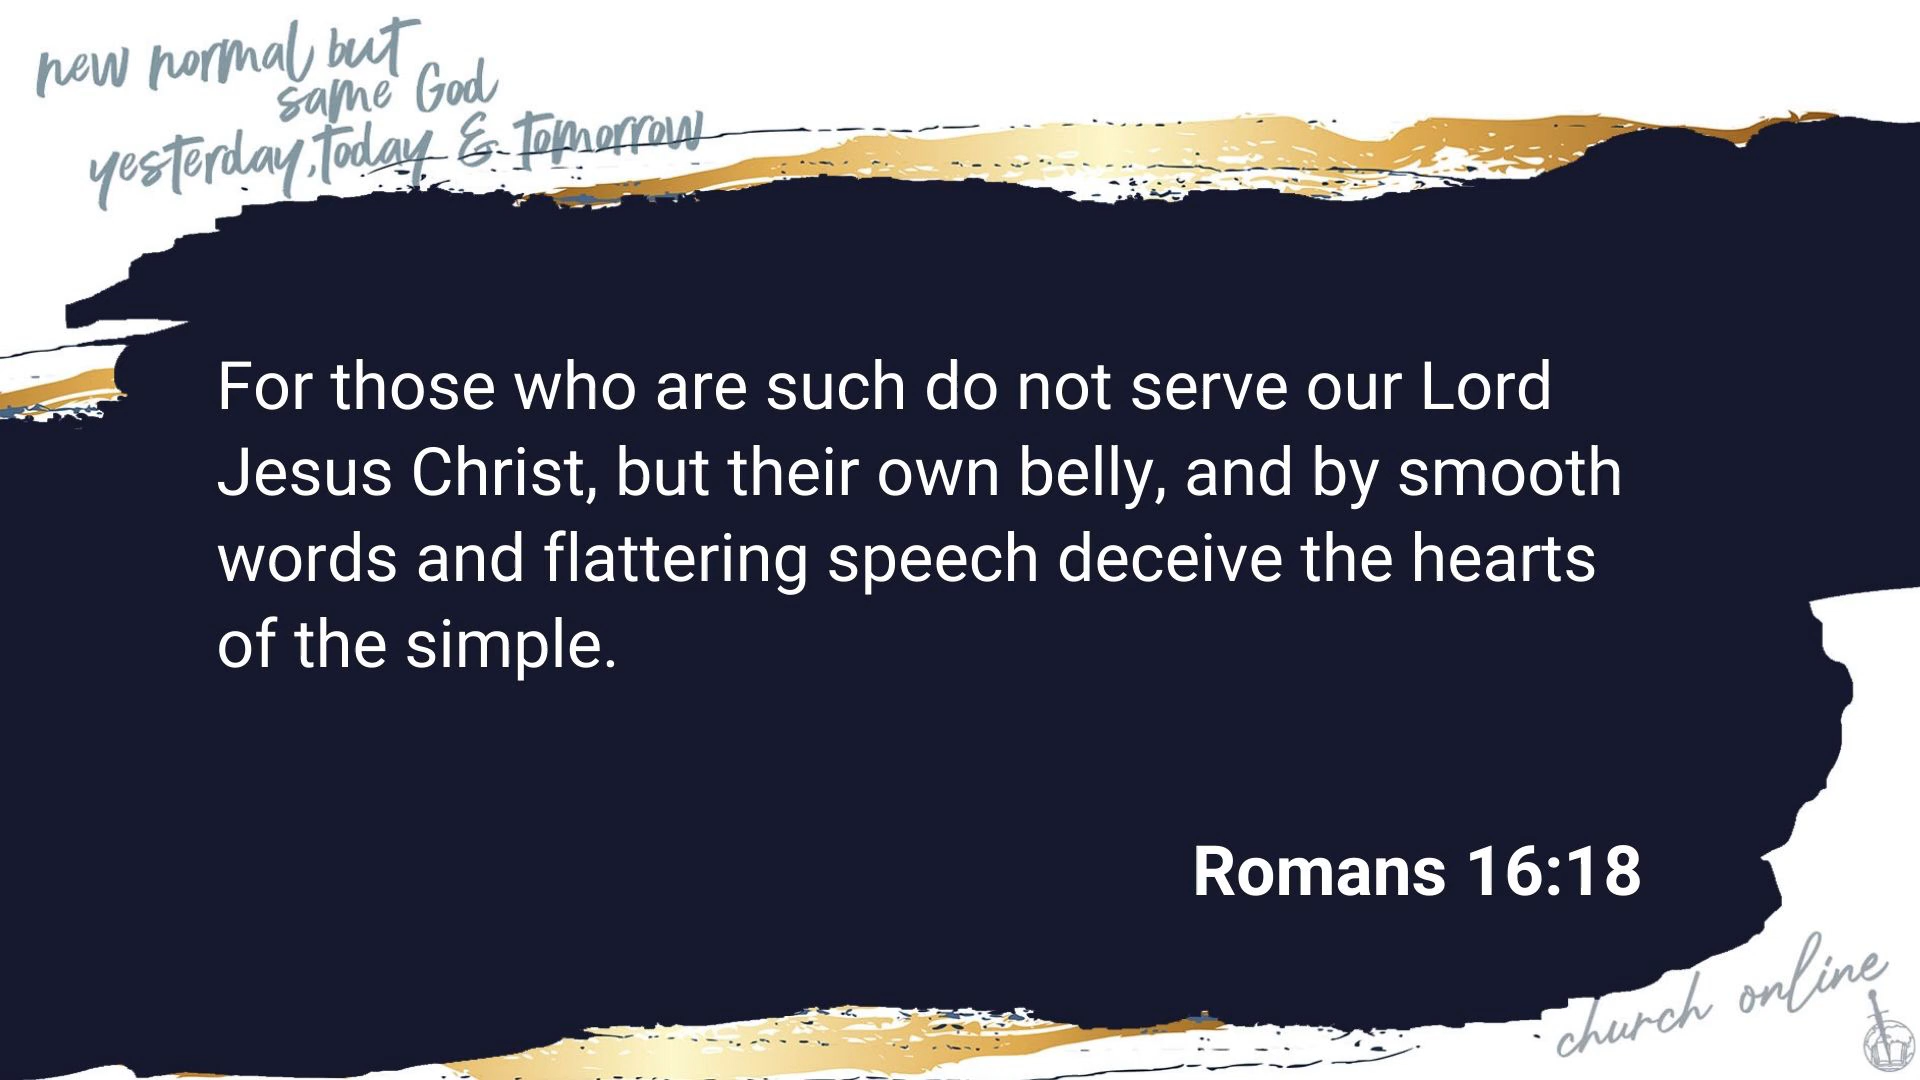 new normal but
same God
yesterday, today & tomorrow
For those who are such do not serve our Lord
Jesus Christ, but their own belly, and by smooth
words and flattering speech deceive the hearts
of the simple.
Romans 16:18
church online